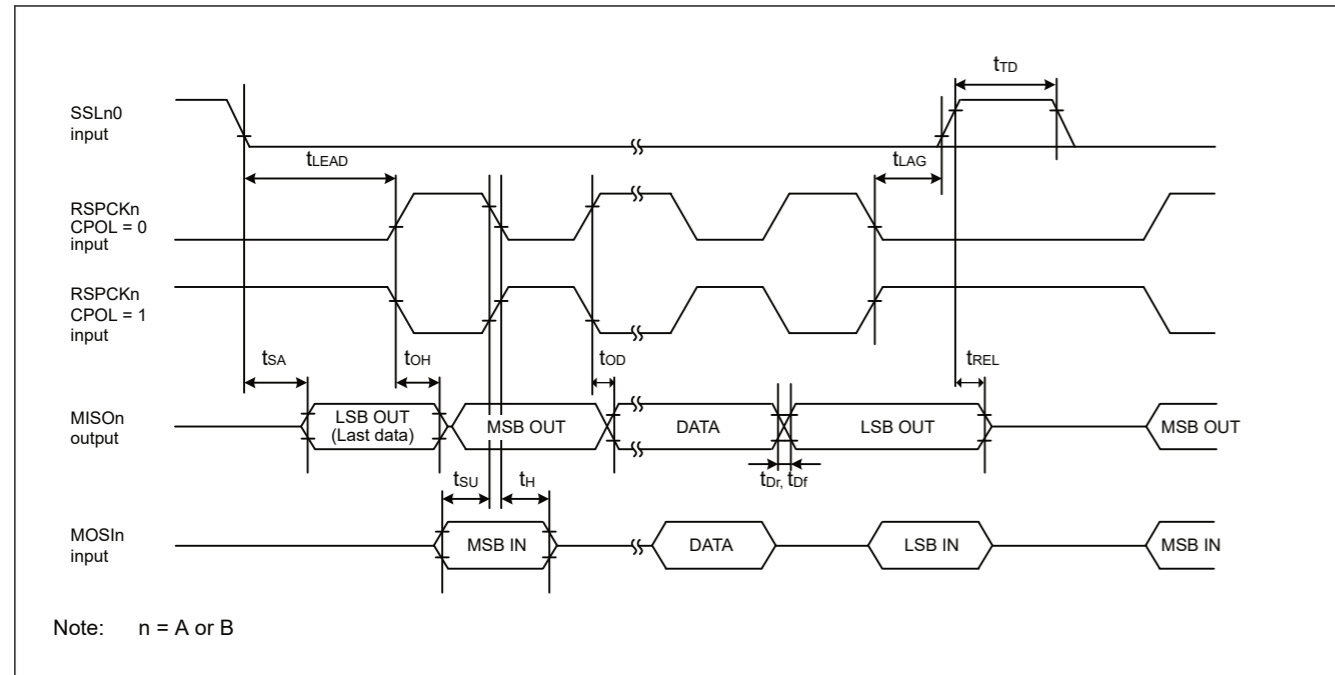 tTD
SSLn0
input
tLEAD
tLAG
RSPCKn
CPOL = 0
input
RSPCKn
CPOL = 1
input
tSA
tOH
tOD
tREL
MISOn
output
LSB OUT
(Last data)
MSB OUT
DATA
LSB OUT
MSB OUT
tSU
tH
tDr, tDf
MOSIn
input
MSB IN
DATA
LSB IN
MSB IN
Note: n = A or B